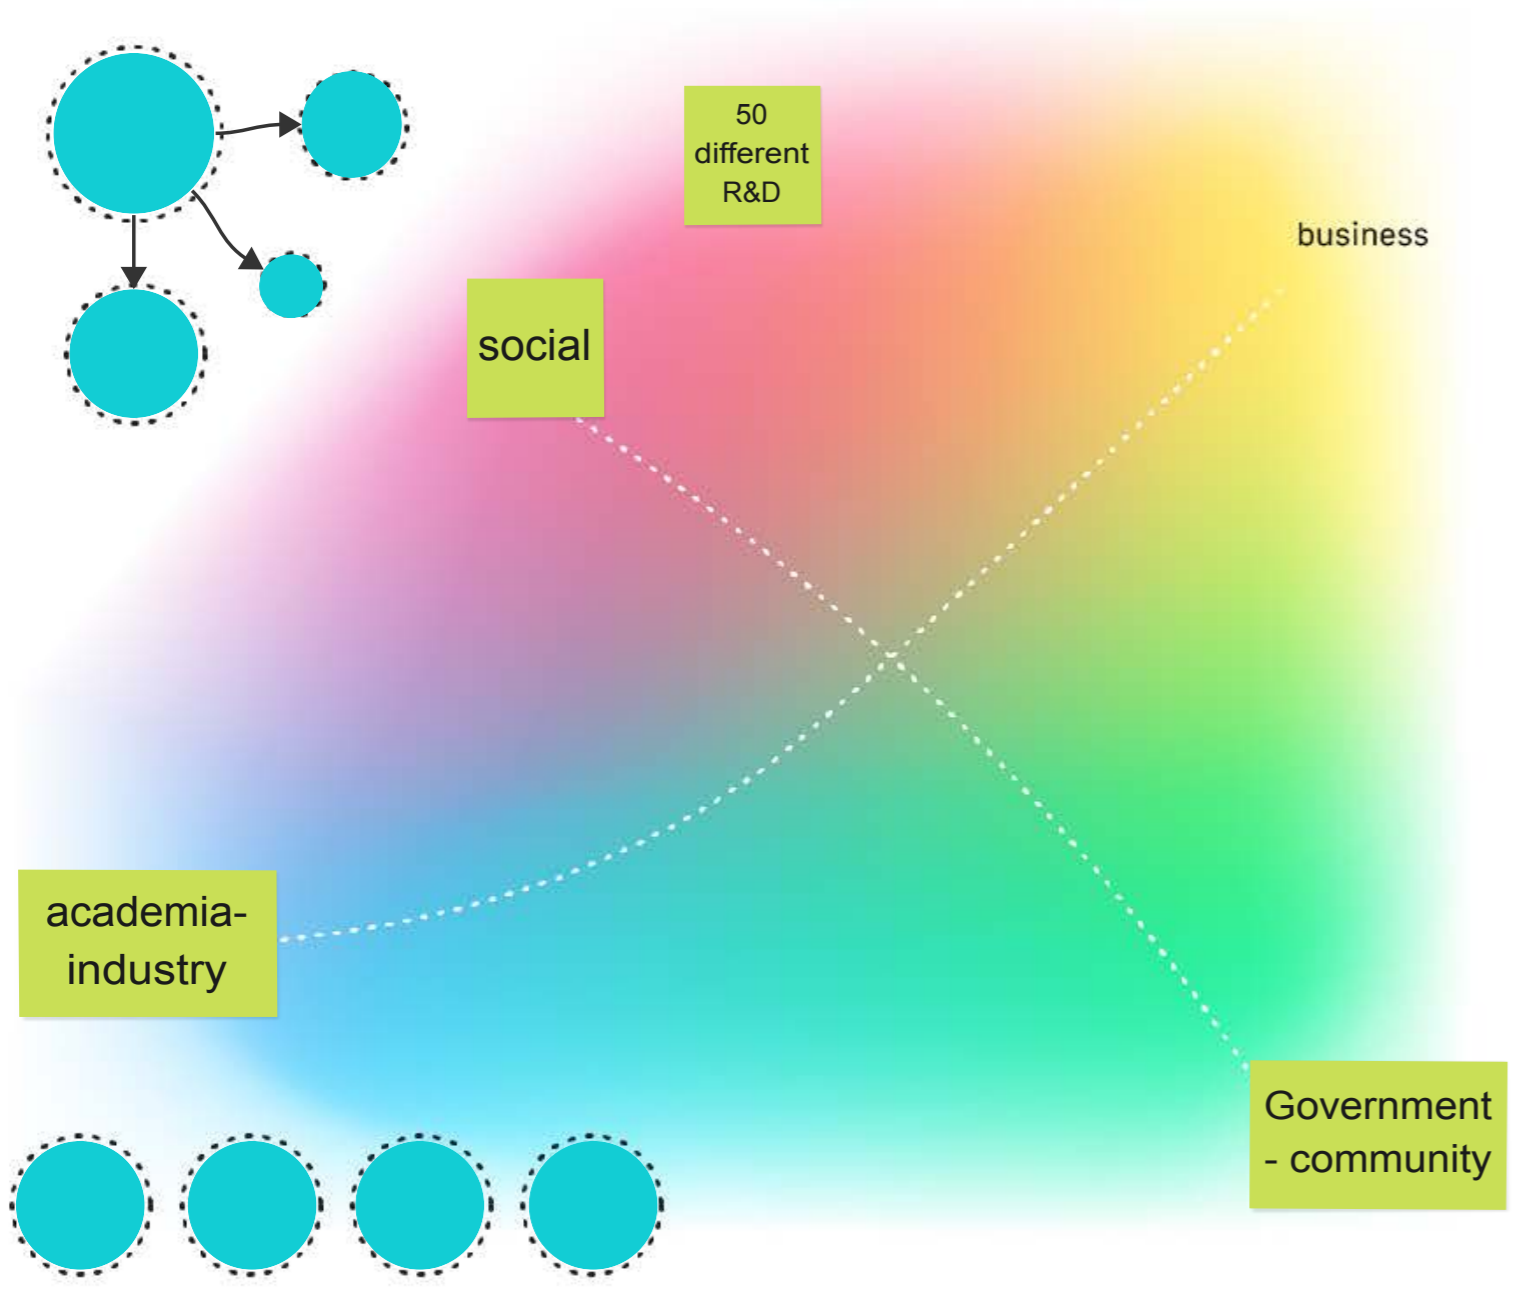 50
different
R&D
business
social
academia-
industry
Government
- community